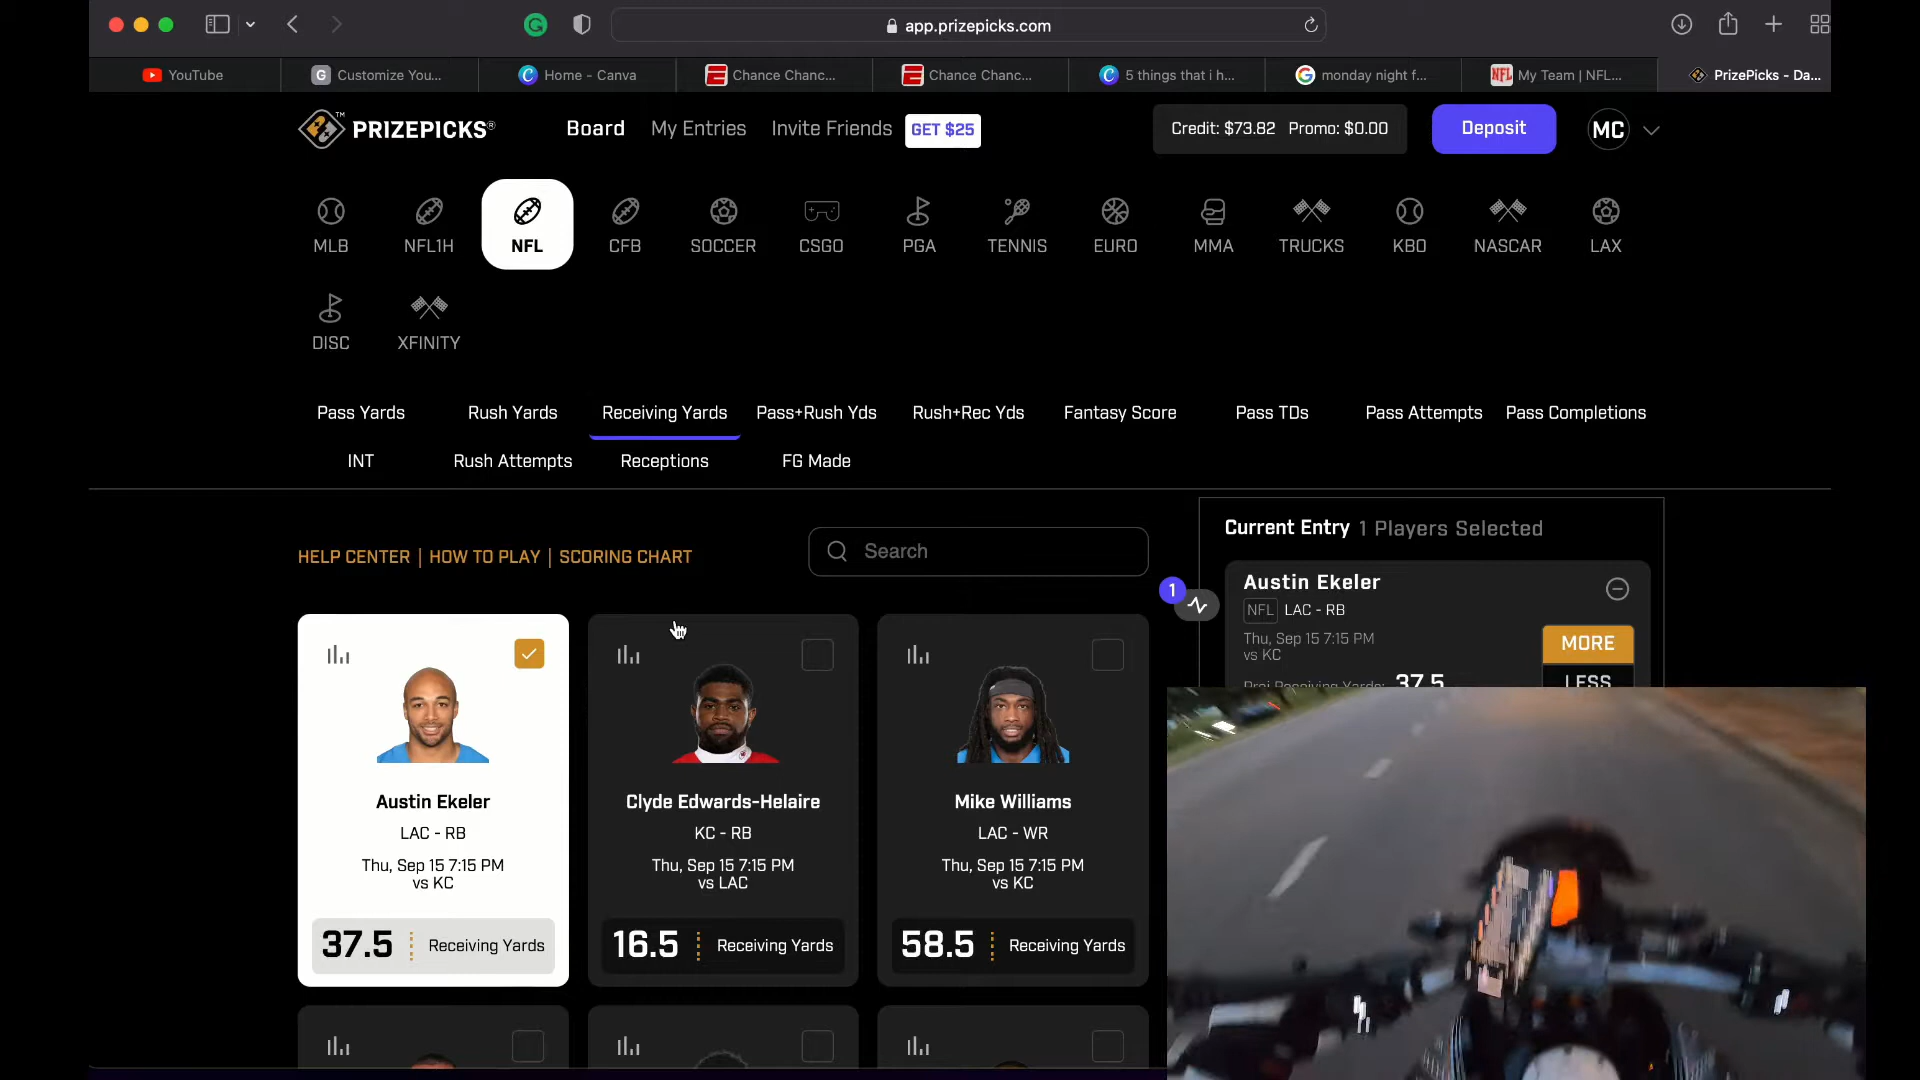 app.prizepicks.com
YouTube
Customize You...
Home - Canva
Chance Chanc...
Chance Chanc...
5 things that i h...
monday night f...
NFL My Team | NFL...
PrizePicks - Da...
PRIZEPICKS®
Board
My Entries
Invite Friends
GET $25
Credit: $73.82 Promo: $0.00
Deposit
MC
MLB
NFL1H
NFL
CFB
SOCCER
CSGO
PGA
TENNIS
EURO
MMA
TRUCKS
KBO
NASCAR
LAX
DISC
XFINITY
Pass Yards
Rush Yards
Receiving Yards
Pass+Rush Yds
Rush+Rec Yds
Fantasy Score
Pass TDs
Pass Attempts
Pass Completions
INT
Rush Attempts
Receptions
FG Made
HELP CENTER | HOW TO PLAY | SCORING CHART
Search
Current Entry 1 Players Selected
1
Austin Ekeler
NFL LAC - RB
Thu, Sep 15 7:15 PM
vs KC
Proj Receiving Yards: 37.5
MORE
LESS
Austin Ekeler
LAC - RB
Thu, Sep 15 7:15 PM
vs KC
37.5 Receiving Yards
Clyde Edwards-Helaire
KC - RB
Thu, Sep 15 7:15 PM
vs LAC
16.5 Receiving Yards
Mike Williams
LAC - WR
Thu, Sep 15 7:15 PM
vs KC
58.5 Receiving Yards